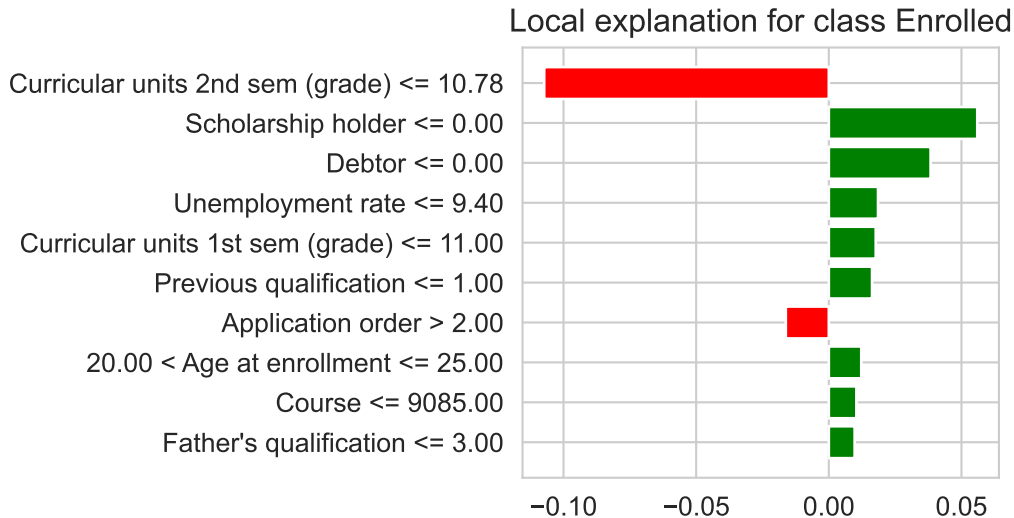 Local explanation for class Enrolled
Curricular units 2nd sem (grade) <= 10.78
Scholarship holder <= 0.00
Debtor <= 0.00
Unemployment rate <= 9.40
Curricular units 1st sem (grade) <= 11.00
Previous qualification <= 1.00
Application order > 2.00
20.00 < Age at enrollment <= 25.00
Course <= 9085.00
Father's qualification <= 3.00
−0.10 −0.05 0.00 0.05